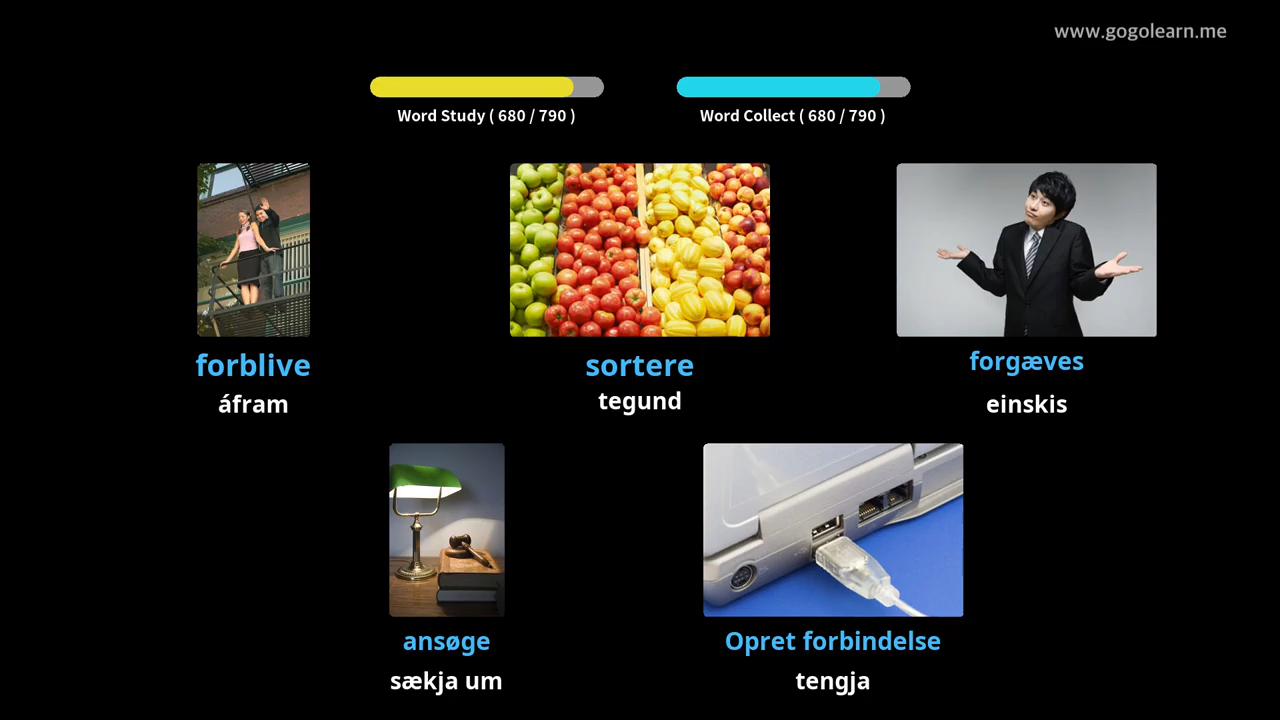 www.gogolearn.me
Word Study ( 680 / 790 )
Word Collect ( 680 / 790 )
forblive
áfram
sortere
tegund
forgæves
einskis
ansøge
sækja um
Opret forbindelse
tengja